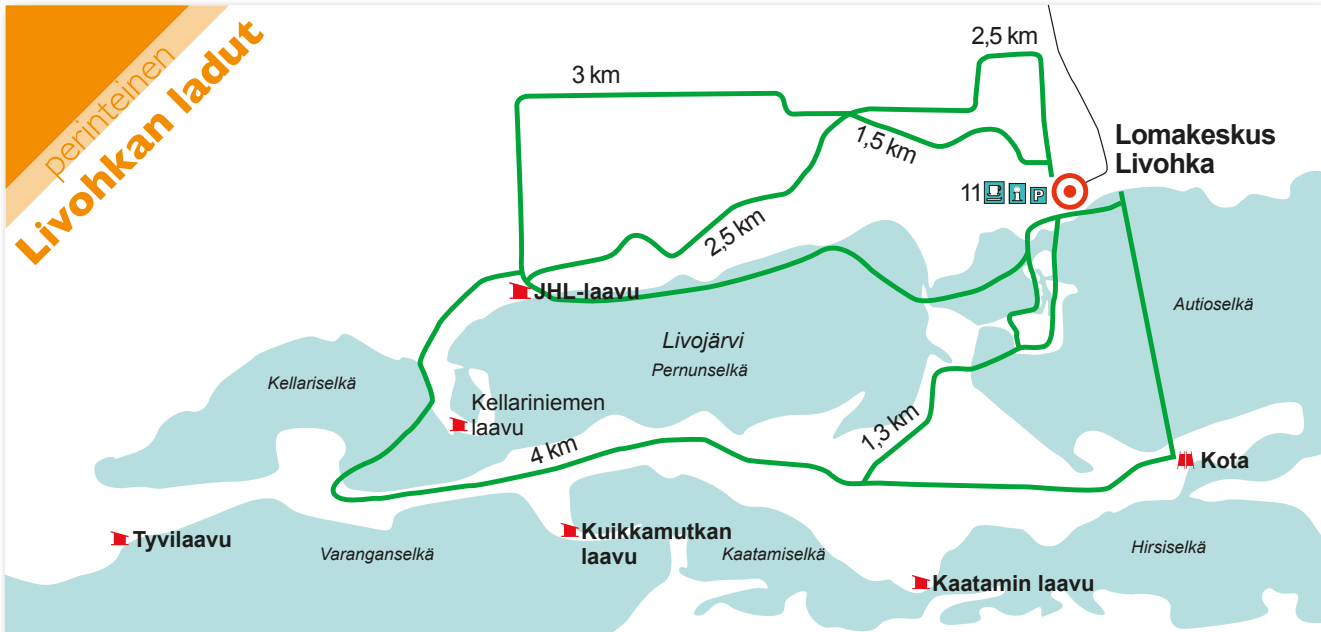 perinteinen
Livohkan ladut
2,5 km
3 km
1,5 km
Lomakeskus
Livohka
11
i
P
2,5 km
JHL-laavu
Autioselkä
Livojärvi
Pernunselkä
Kellariselkä
Kellariniemen
laavu
1,3 km
4 km
Kota
Tyvilaavu
Varanganselkä
Kuikkamutkan
laavu
Kaatamiselkä
Hirsiselkä
Kaatamin laavu